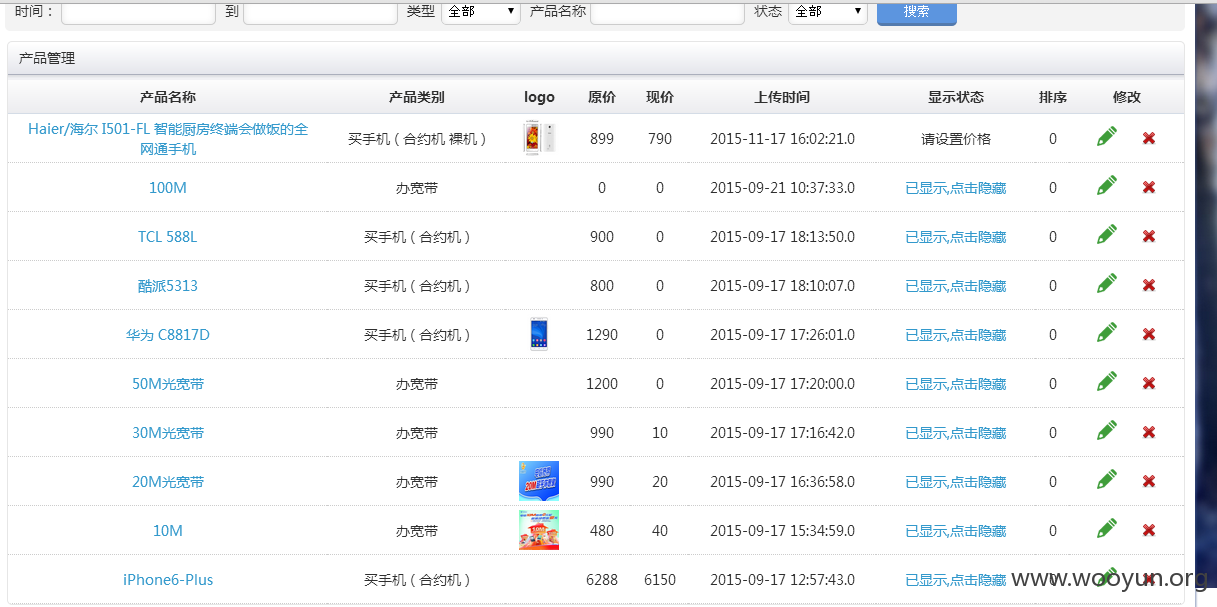 时间： 到 类型 全部 产品名称 状态 全部 搜索
产品管理
产品名称 产品类别 logo 原价 现价 上传时间 显示状态 排序 修改
Haier/海尔 I501-FL 智能厨房终端会做饭的全
网通手机 买手机 ( 合约机 裸机 ) 899 790 2015-11-17 16:02:21.0 请设置价格 0
100M 办宽带 0 0 2015-09-21 10:37:33.0 已显示,点击隐藏 0
TCL 588L 买手机 ( 合约机 ) 900 0 2015-09-17 18:13:50.0 已显示,点击隐藏 0
酷派5313 买手机 ( 合约机 ) 800 0 2015-09-17 18:10:07.0 已显示,点击隐藏 0
华为 C8817D 买手机 ( 合约机 ) 1290 0 2015-09-17 17:26:01.0 已显示,点击隐藏 0
50M光宽带 办宽带 1200 0 2015-09-17 17:20:00.0 已显示,点击隐藏 0
30M光宽带 办宽带 990 10 2015-09-17 17:16:42.0 已显示,点击隐藏 0
20M光宽带 办宽带 990 20 2015-09-17 16:36:58.0 已显示,点击隐藏 0
10M 办宽带 480 40 2015-09-17 15:34:59.0 已显示,点击隐藏 0
iPhone6-Plus 买手机 ( 合约机 ) 6288 6150 2015-09-17 12:57:43.0 已显示,点击隐藏 0
www.wooyun.org